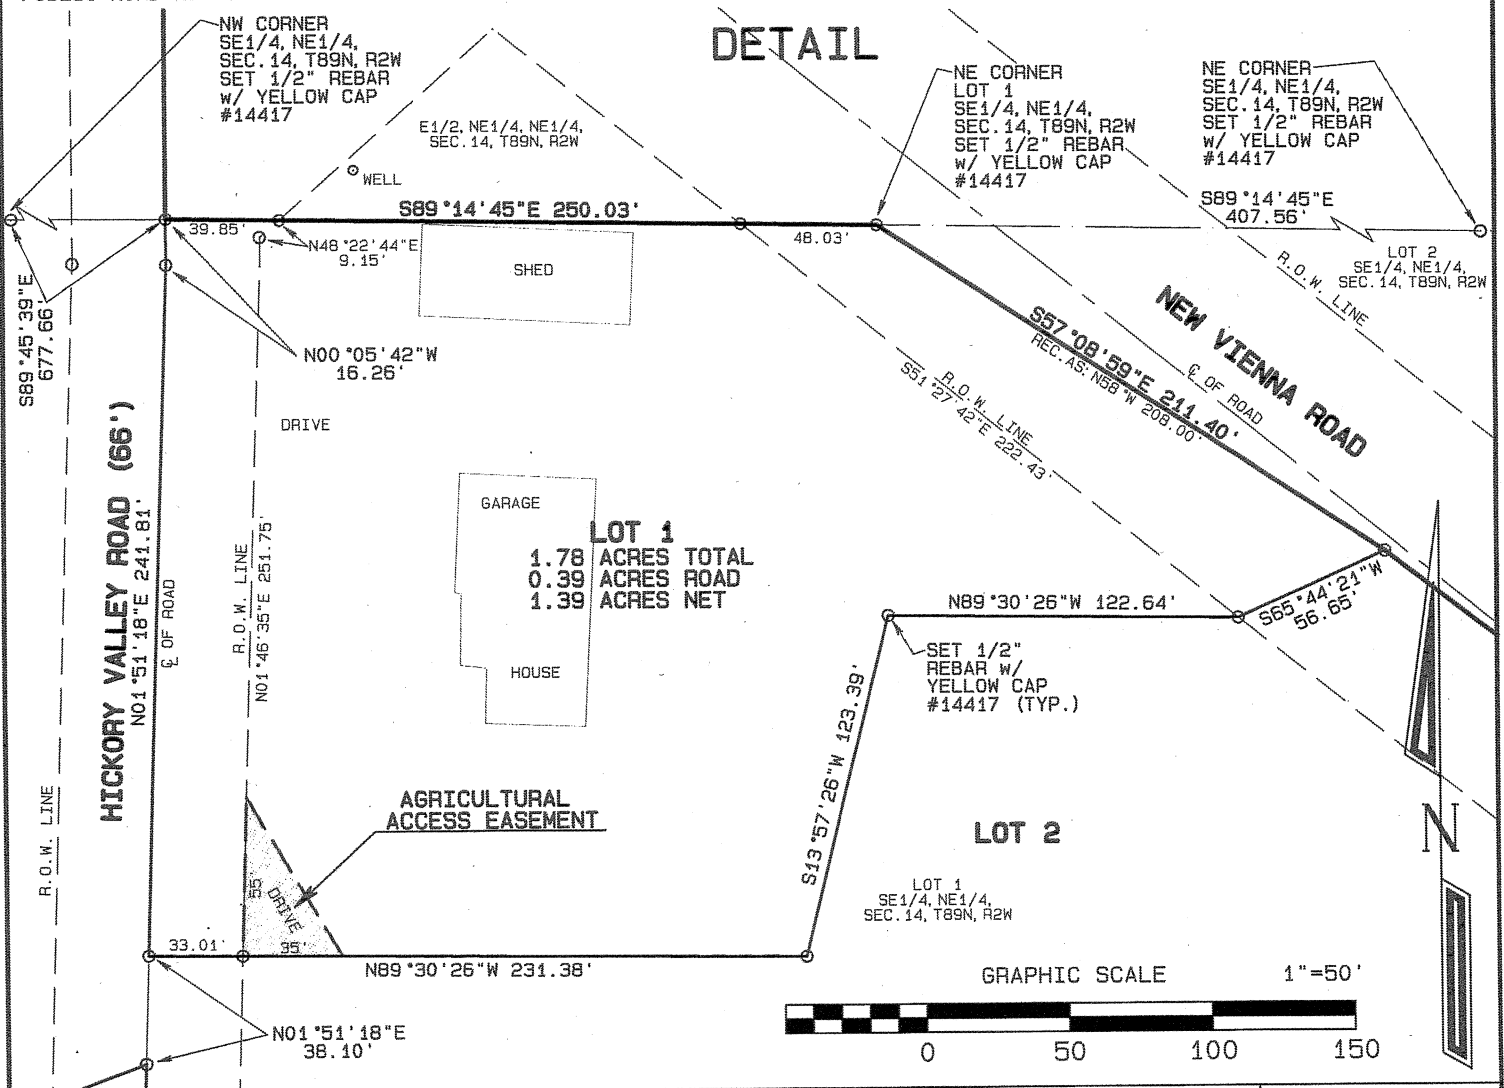 DETAIL
NW CORNER
SE1/4, NE1/4,
SEC.14, T89N, R2W
SET 1/2" REBAR
w/ YELLOW CAP
#14417
E1/2, NE1/4, NE1/4,
SEC.14, T89N, R2W
WELL
NE CORNER
LOT 1
SE1/4, NE1/4,
SEC.14, T89N, R2W
SET 1/2" REBAR
w/ YELLOW CAP
#14417
NE CORNER
SE1/4, NE1/4,
SEC.14, T89N, R2W
SET 1/2" REBAR
w/ YELLOW CAP
#14417
S89°14'45"E
407.56'
S89°14'45"E 250.03'
39.85'
48.03'
N48°22'44"E
9.15'
SHED
LOT 2
SE1/4, NE1/4,
SEC.14, T89N, R2W
R.O.W. LINE
NEW VIENNA ROAD
℄ OF ROAD
S57°08'59"E 211.40'
REC. AS: N58°W 208.00'
R.O.W. LINE
S51°27'42"E 222.43'
S89°45'39"E
677.66'
N00°05'42"W
16.26'
DRIVE
HICKORY VALLEY ROAD (66')
N01°51'18"E 241.81'
℄ OF ROAD
R.O.W. LINE
N01°46'35"E 251.75'
GARAGE
LOT 1
1.78 ACRES TOTAL
0.39 ACRES ROAD
1.39 ACRES NET
HOUSE
N89°30'26"W 122.64'
S65°44'21"W
56.65'
SET 1/2"
REBAR w/
YELLOW CAP
#14417 (TYP.)
S13°57'26"W 123.39'
R.O.W. LINE
AGRICULTURAL
ACCESS EASEMENT
55'
DRIVE
35'
33.01'
N89°30'26"W 231.38'
LOT 2
LOT 1
SE1/4, NE1/4,
SEC.14, T89N, R2W
N
GRAPHIC SCALE 1"=50'
0 50 100 150
N01°51'18"E
38.10'